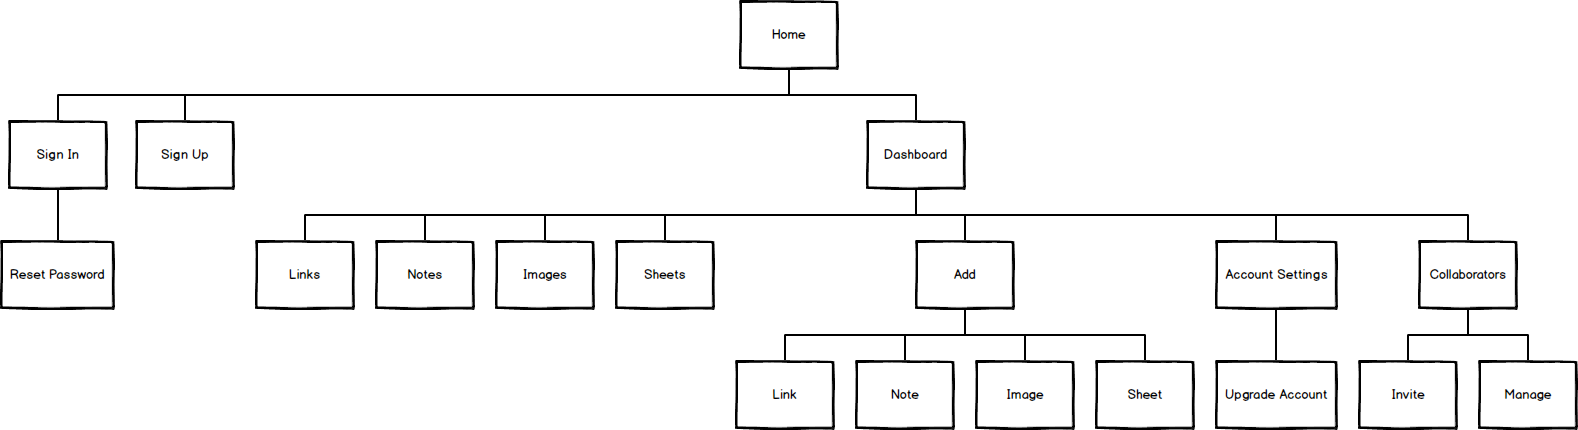 Home
Sign In
Sign Up
Dashboard
Reset Password
Links
Notes
Images
Sheets
Add
Account Settings
Collaborators
Link
Note
Image
Sheet
Upgrade Account
Invite
Manage